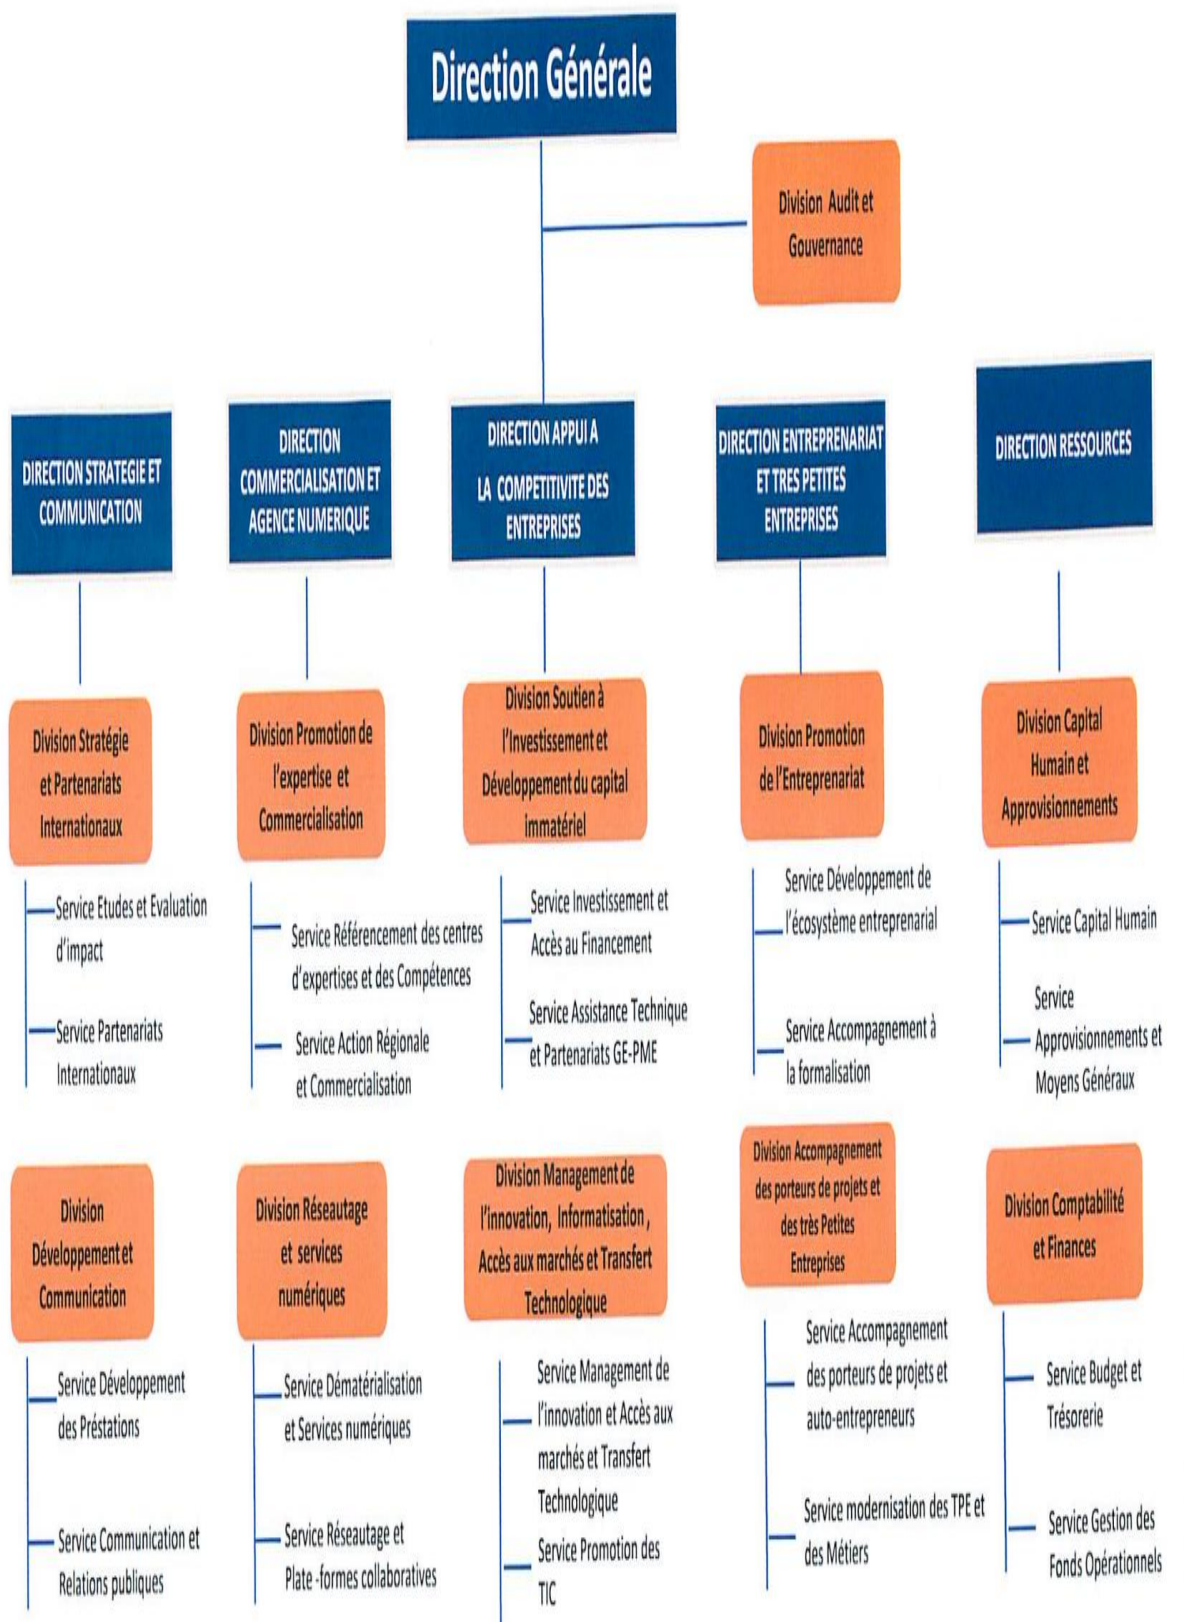 Direction Générale
Division Audit et
Gouvernance
DIRECTION STRATEGIE ET
COMMUNICATION
DIRECTION
COMMERCIALISATION ET
AGENCE NUMERIQUE
DIRECTION APPUI A
LA COMPETITIVITE DES
ENTREPRISES
DIRECTION ENTREPRENARIAT
ET TRES PETITES
ENTREPRISES
DIRECTION RESSOURCES
Division Stratégie
et Partenariats
Internationaux
Division Promotion de
l'expertise et
Commercialisation
Division Soutien à
l'Investissement et
Développement du capital
immatériel
Division Promotion
de l'Entreprenariat
Division Capital
Humain et
Approvisionnements
Service Etudes et Evaluation
d'impact
Service Partenariats
Internationaux
Service Référencement des centres
d'expertises et des Compétences
Service Action Régionale
et Commercialisation
Service Investissement et
Accès au Financement
Service Assistance Technique
et Partenariats GE-PME
Service Développement de
l'écosystème entreprenarial
Service Accompagnement à
la formalisation
Service Capital Humain
Service
Approvisionnements et
Moyens Généraux
Division
Développement et
Communication
Division Réseautage
et services
numériques
Division Management de
l'innovation, Informatisation ,
Accès aux marchés et Transfert
Technologique
Division Accompagnement
des porteurs de projets et
des très Petites
Entreprises
Division Comptabilité
et Finances
Service Développement
des Préstations
Service Communication et
Relations publiques
Service Dématérialisation
et Services numériques
Service Réseautage et
Plate -formes collaboratives
Service Management de
l'innovation et Accès aux
marchés et Transfert
Technologique
Service Promotion des
TIC
Service Accompagnement
des porteurs de projets et
auto-entrepreneurs
Service modernisation des TPE et
des Métiers
Service Budget et
Trésorerie
Service Gestion des
Fonds Opérationnels